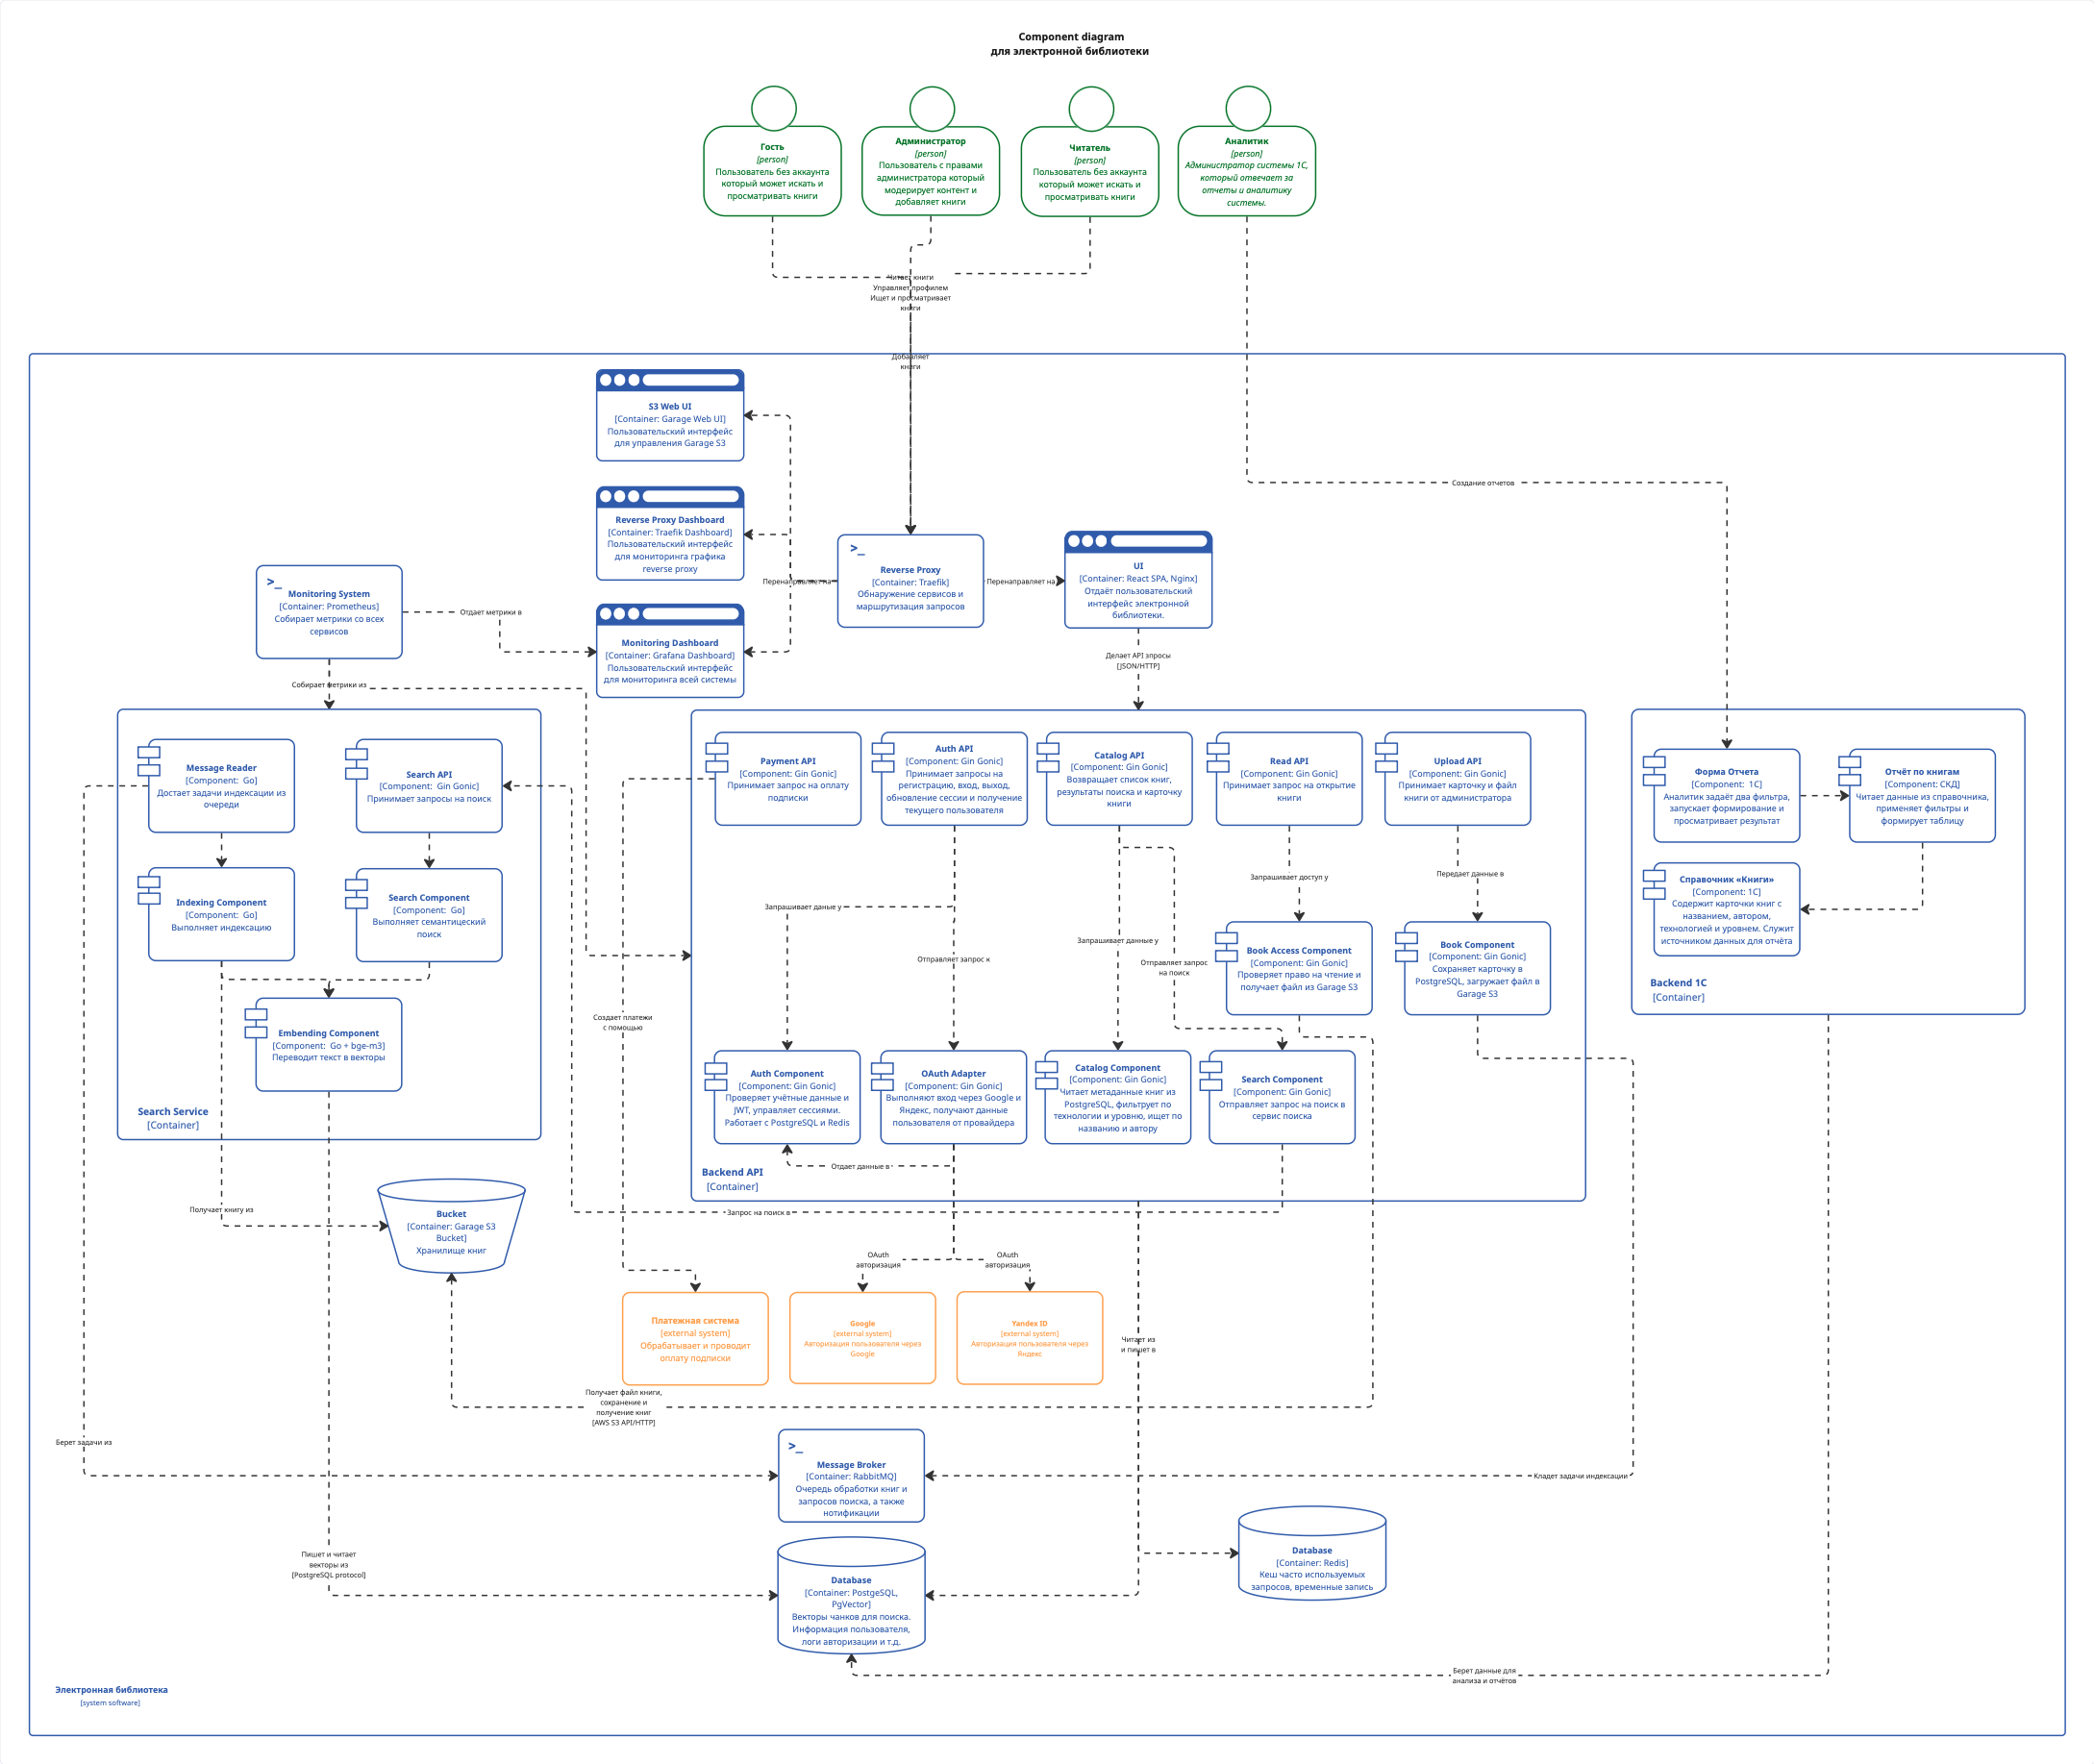 Component diagram
для электронной библиотеки
Гость
[person]
Пользователь без аккаунта
который может искать и
просматривать книги
Администратор
[person]
Пользователь с правами
администратора который
модерирует контент и
добавляет книги
Читатель
[person]
Пользователь без аккаунта
который может искать и
просматривать книги
Аналитик
[person]
Администратор системы 1С,
который отвечает за
отчеты и аналитику
системы.
Читает книги
Управляет профилем
Ищет и просматривает
книги
Добавляет
книги
S3 Web UI
[Container: Garage Web UI]
Пользовательский интерфейс
для управления Garage S3
Создание отчетов
Reverse Proxy Dashboard
[Container: Traefik Dashboard]
Пользовательский интерфейс
для мониторинга графика
reverse proxy
>_
Reverse Proxy
[Container: Traefik]
Обнаружение сервисов и
маршрутизация запросов
Перенаправляет на
Перенаправляет на
UI
[Container: React SPA, Nginx]
Отдаёт пользовательский
интерфейс электронной
библиотеки.
>_
Monitoring System
[Container: Prometheus]
Собирает метрики со всех
сервисов
Отдает метрики в
Monitoring Dashboard
[Container: Grafana Dashboard]
Пользовательский интерфейс
для мониторинга всей системы
Делает API зпросы
[JSON/HTTP]
Собирает метрики из
Message Reader
[Component: Go]
Достает задачи индексации из
очереди
Search API
[Component: Gin Gonic]
Принимает запросы на поиск
Indexing Component
[Component: Go]
Выполняет индексацию
Search Component
[Component: Go]
Выполняет семантицеский
поиск
Embending Component
[Component: Go + bge-m3]
Переводит текст в векторы
Search Service
[Container]
Payment API
[Component: Gin Gonic]
Принимает запрос на оплату
подписки
Auth API
[Component: Gin Gonic]
Принимает запросы на
регистрацию, вход, выход,
обновление сессии и получение
текущего пользователя
Catalog API
[Component: Gin Gonic]
Возвращает список книг,
результаты поиска и карточку
книги
Read API
[Component: Gin Gonic]
Принимает запрос на открытие
книги
Upload API
[Component: Gin Gonic]
Принимает карточку и файл
книги от администратора
Запрашивает даные у
Отправляет запрос к
Запрашивает данные у
Отправляет запрос
на поиск
Запрашивает доступ у
Передает данные в
Book Access Component
[Component: Gin Gonic]
Проверяет право на чтение и
получает файл из Garage S3
Book Component
[Component: Gin Gonic]
Сохраняет карточку в
PostgreSQL, загружает файл в
Garage S3
Создает платежи
с помощью
Auth Component
[Component: Gin Gonic]
Проверяет учётные данные и
JWT, управляет сессиями.
Работает с PostgreSQL и Redis
OAuth Adapter
[Component: Gin Gonic]
Выполняют вход через Google и
Яндекс, получают данные
пользователя от провайдера
Catalog Component
[Component: Gin Gonic]
Читает метаданные книг из
PostgreSQL, фильтрует по
технологии и уровню, ищет по
названию и автору
Search Component
[Component: Gin Gonic]
Отправляет запрос на поиск в
сервис поиска
Отдает данные в
Backend API
[Container]
Форма Отчета
[Component: 1С]
Аналитик задаёт два фильтра,
запускает формирование и
просматривает результат
Отчёт по книгам
[Component: СКД]
Читает данные из справочника,
применяет фильтры и
формирует таблицу
Справочник «Книги»
[Component: 1С]
Содержит карточки книг с
названием, автором,
технологией и уровнем. Служит
источником данных для отчёта
Backend 1C
[Container]
Получает книгу из
Bucket
[Container: Garage S3
Bucket]
Хранилище книг
Запрос на поиск в
OAuth
авторизация
OAuth
авторизация
Платежная система
[external system]
Обрабатывает и проводит
оплату подписки
Google
[external system]
Авторизация пользователя через
Google
Yandex ID
[external system]
Авторизация пользователя через
Яндекс
Читает из
и пишет в
Получает файл книги,
сохранение и
получение книг
[AWS S3 API/HTTP]
Берет задачи из
>_
Message Broker
[Container: RabbitMQ]
Очередь обработки книг и
запросов поиска, а также
нотификации
Кладет задачи индексации
Пишет и читает
векторы из
[PostgreSQL protocol]
Database
[Container: PostgeSQL,
PgVector]
Векторы чанков для поиска.
Информация пользователя,
логи авторизации и т.д.
Database
[Container: Redis]
Кеш часто используемых
запросов, временные запись
Берет данные для
анализа и отчётов
Электронная библиотека
[system software]